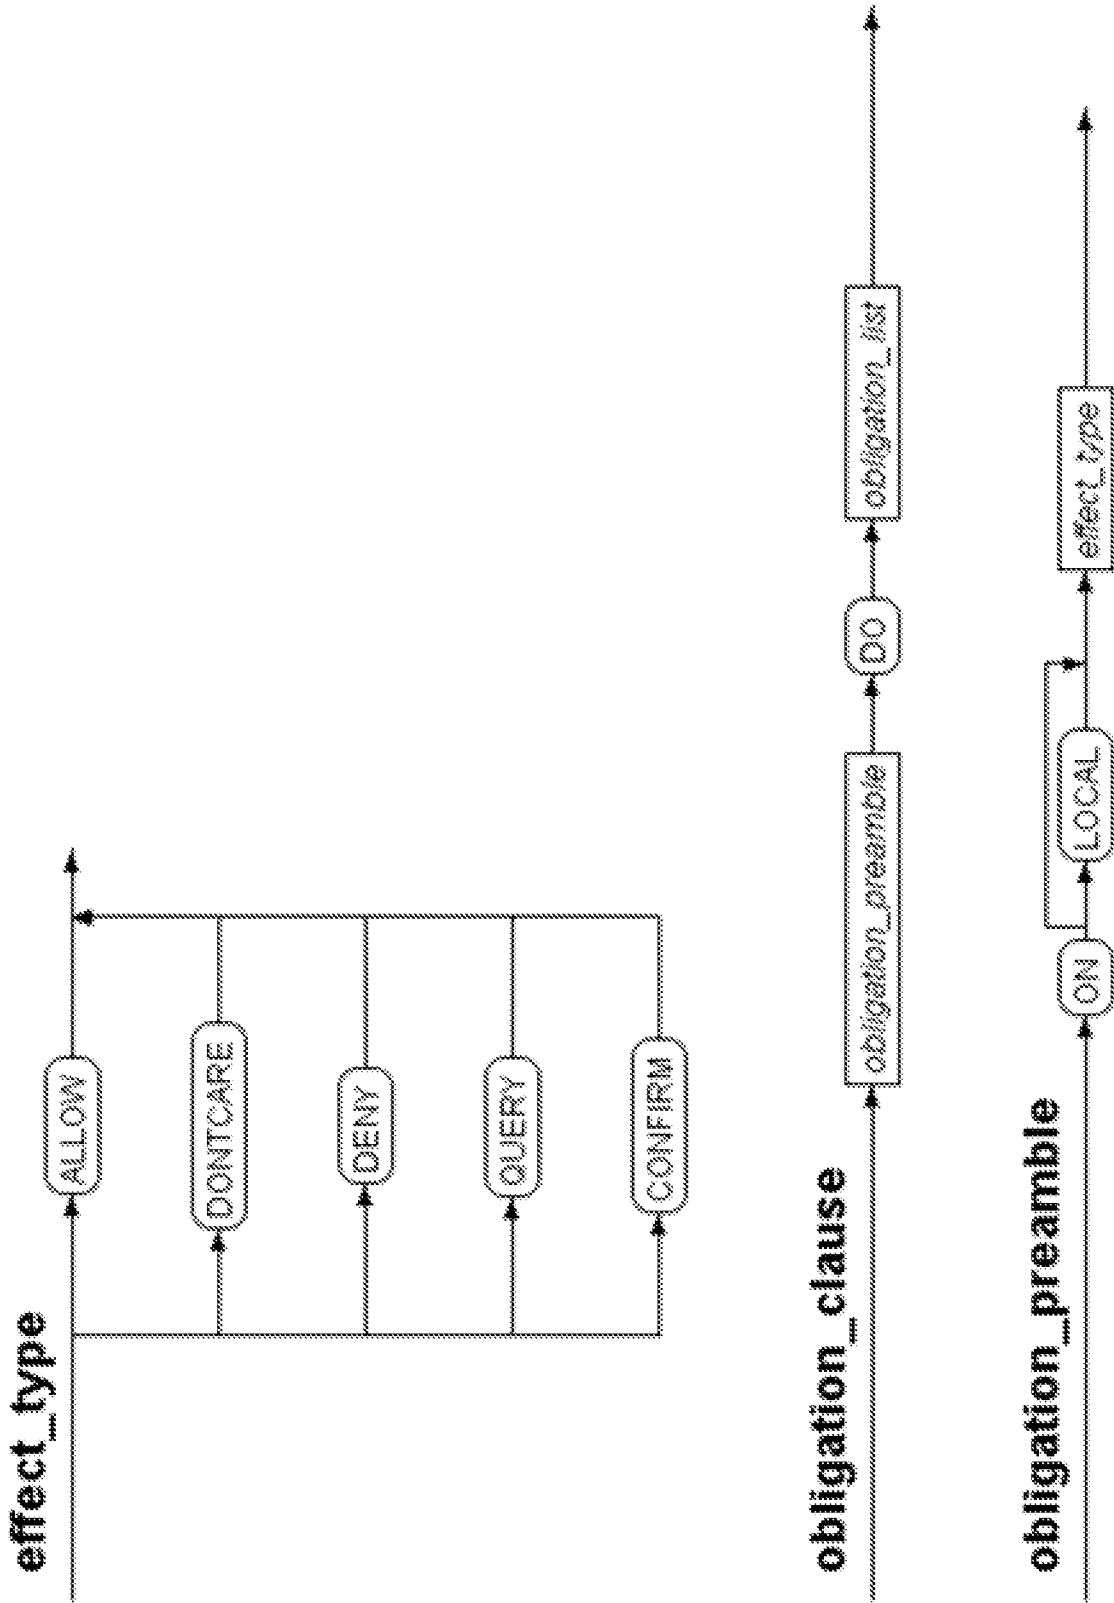 effect_type
ALLOW
DONTCARE
DENY
QUERY
CONFIRM
obligation_clause
obligation_preamble DO obligation_list
obligation_preamble
ON LOCAL effect_type